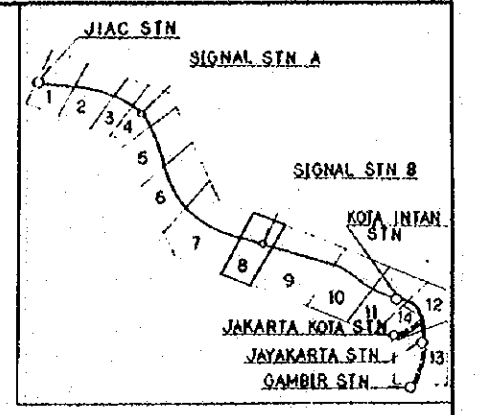 JIAC STN
SIGNAL STN A
1
2
3
4
5
6
SIGNAL STN B
7
8
9
KOTA INTAN
STN
10
11
14
12
JAKARTA KOTA STN
13
JAYAKARTA STN
GAMBIR STN